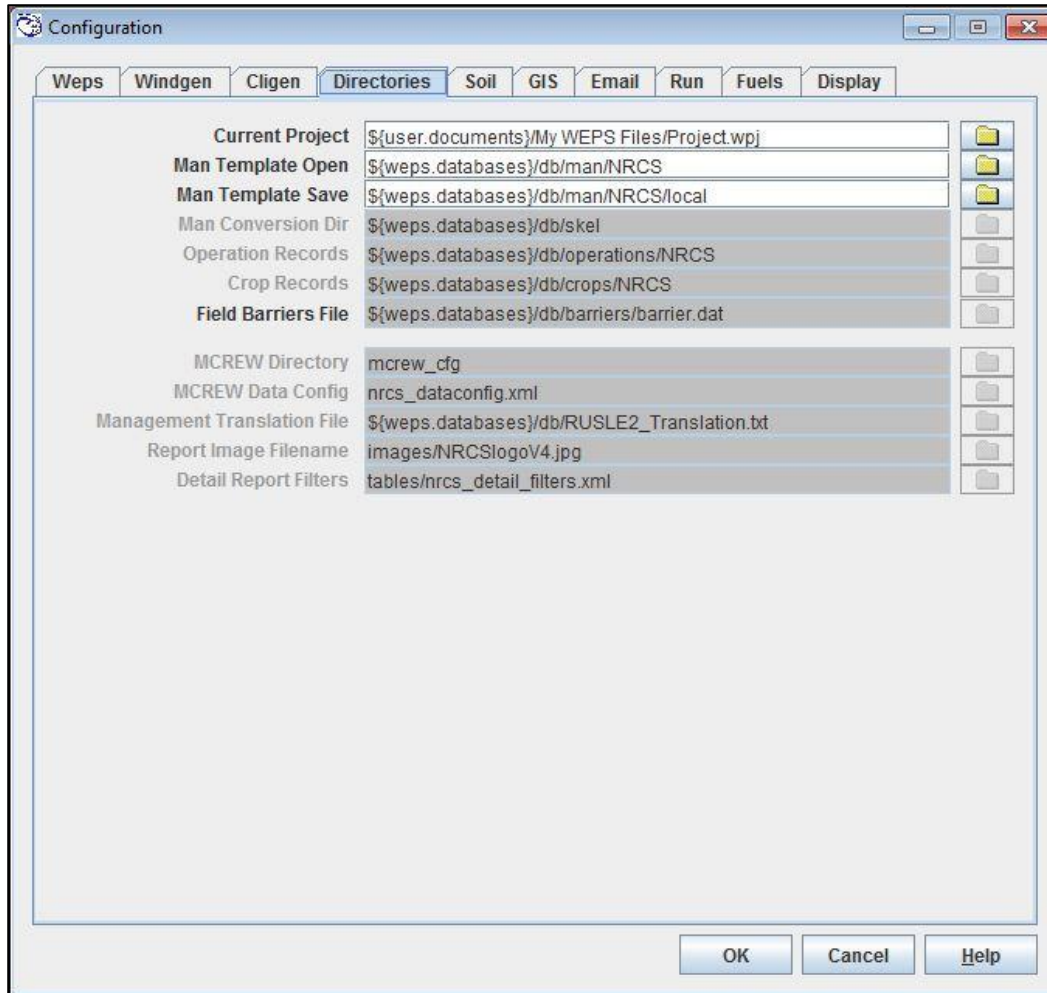 Configuration
Weps Windgen Cligen Directories Soil GIS Email Run Fuels Display
Current Project ${user.documents}/My WEPS Files/Project.wpj
Man Template Open ${weps.databases}/db/man/NRCS
Man Template Save ${weps.databases}/db/man/NRCS/local
Man Conversion Dir ${weps.databases}/db/skel
Operation Records ${weps.databases}/db/operations/NRCS
Crop Records ${weps.databases}/db/crops/NRCS
Field Barriers File ${weps.databases}/db/barriers/barrier.dat
MCREW Directory mcrew_cfg
MCREW Data Config nrcs_dataconfig.xml
Management Translation File ${weps.databases}/db/RUSLE2_Translation.txt
Report Image Filename images/NRCSlogoV4.jpg
Detail Report Filters tables/nrcs_detail_filters.xml
OK Cancel Help